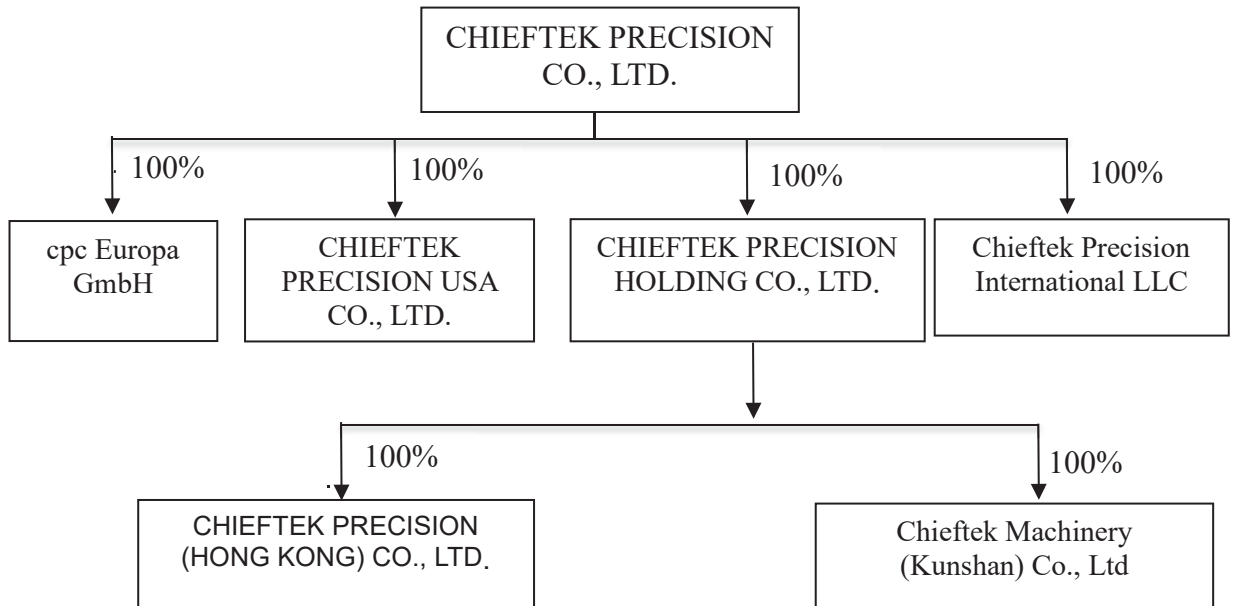 CHIEFTEK PRECISION
CO., LTD.
100%
100%
100%
100%
cpc Europa
GmbH
CHIEFTEK
PRECISION USA
CO., LTD.
CHIEFTEK PRECISION
HOLDING CO., LTD.
Chieftek Precision
International LLC
100%
100%
CHIEFTEK PRECISION
(HONG KONG) CO., LTD.
Chieftek Machinery
(Kunshan) Co., Ltd